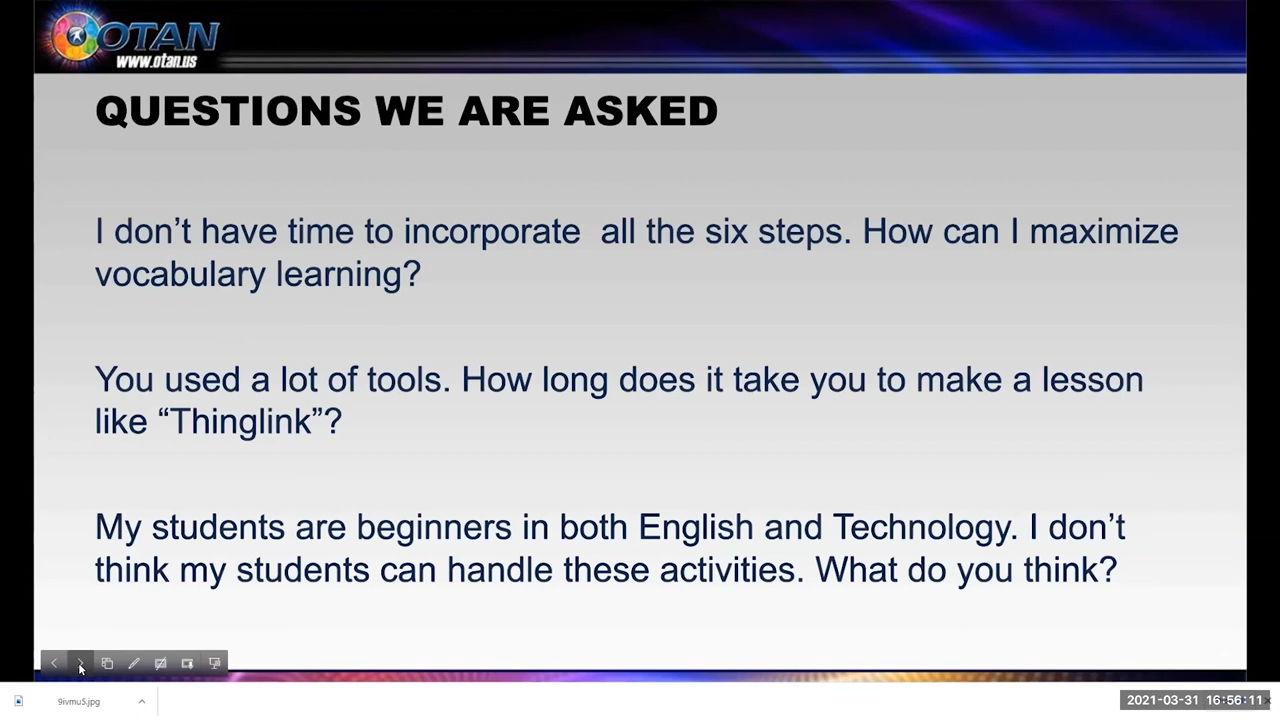 OTAN
www.otan.us
QUESTIONS WE ARE ASKED
I don’t have time to incorporate  all the six steps. How can I maximize
vocabulary learning?
You used a lot of tools. How long does it take you to make a lesson
like “Thinglink”?
My students are beginners in both English and Technology. I don’t
think my students can handle these activities. What do you think?
9ivmu5.jpg
2021-03-31 16:56:11